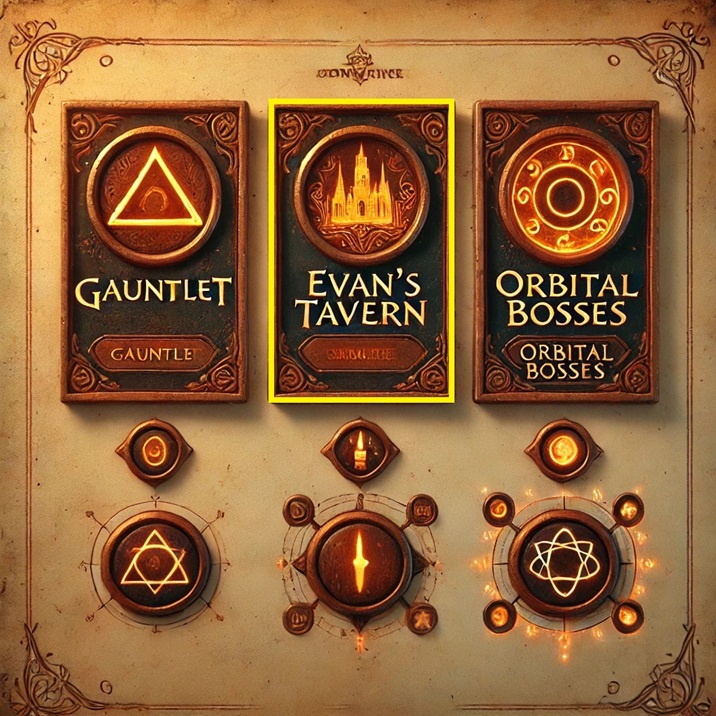 GAUNTLET
GAUNTLE
EVAN'S
TAVERN
ORBITAL
BOSSES
ORBITAL
BOSSES